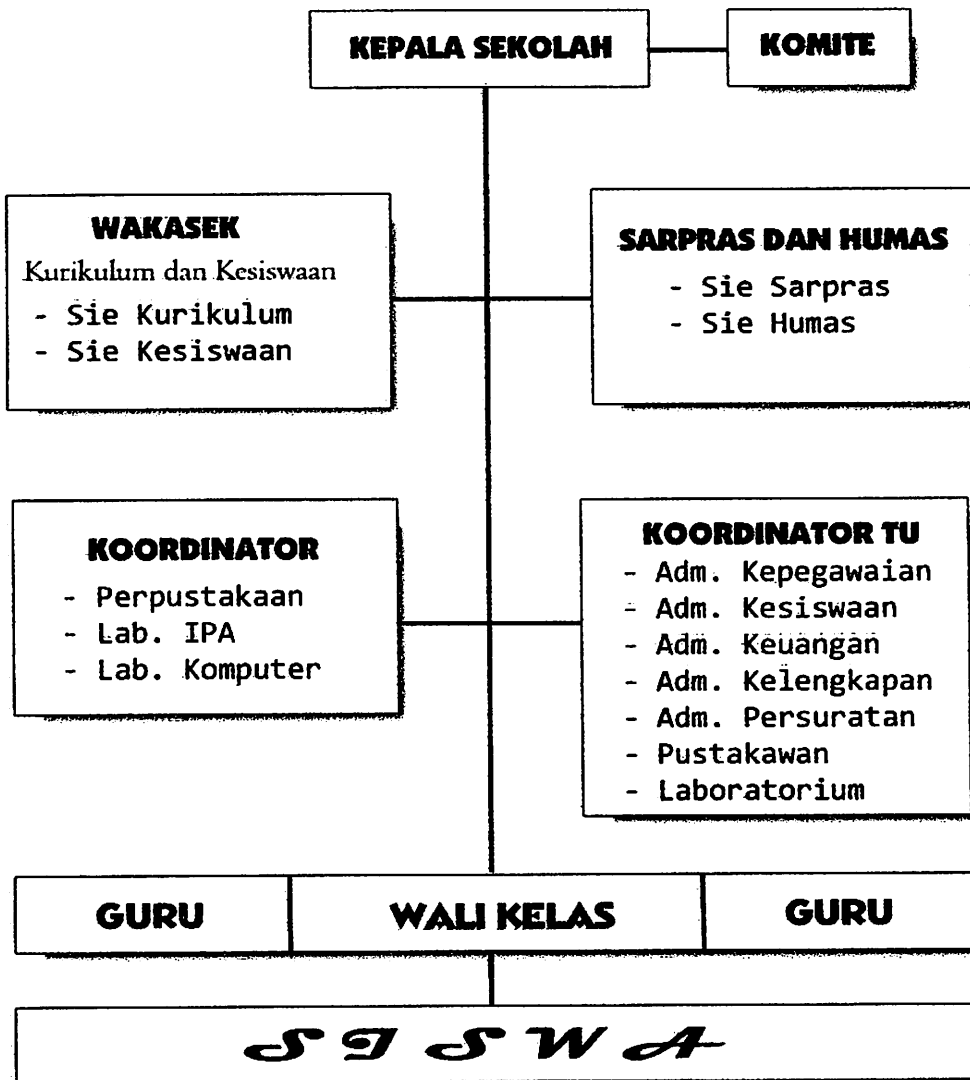 KEPALA SEKOLAH
KOMITE
WAKASEK
Kurikulum dan Kesiswaan
- Sie Kurikulum
- Sie Kesiswaan
SARPRAS DAN HUMAS
- Sie Sarpras
- Sie Humas
KOORDINATOR
- Perpustakaan
- Lab. IPA
- Lab. Komputer
KOORDINATOR TU
- Adm. Kepegawaian
- Adm. Kesiswaan
- Adm. Keuangan
- Adm. Kelengkapan
- Adm. Persuratan
- Pustakawan
- Laboratorium
GURU
WALI KELAS
GURU
SISWA